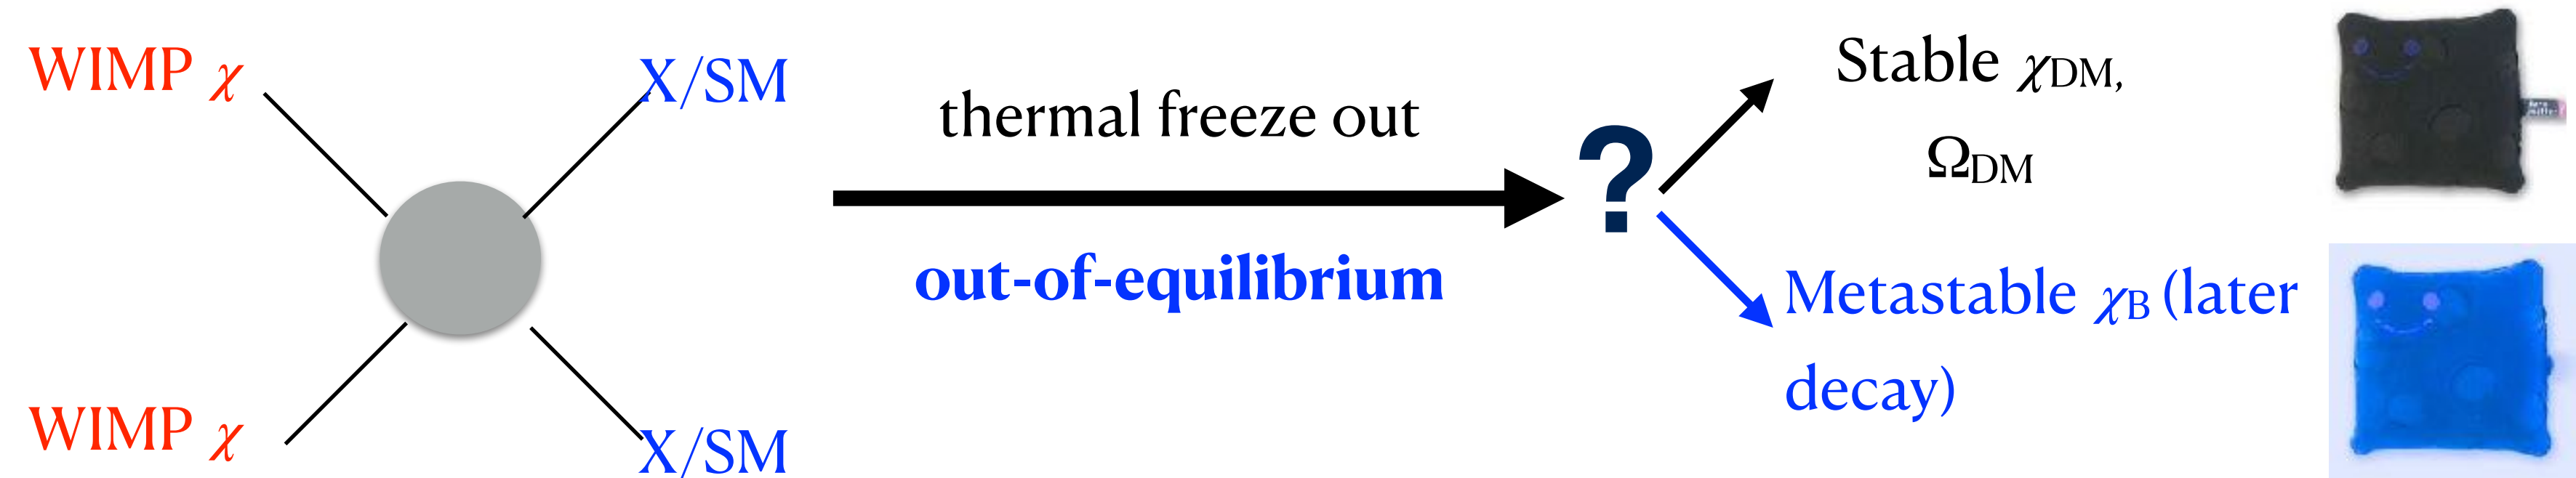 WIMP χ
X/SM
WIMP χ
X/SM
thermal freeze out
out-of-equilibrium
?
Stable χDM,
ΩDM
Metastable χB (later
decay)